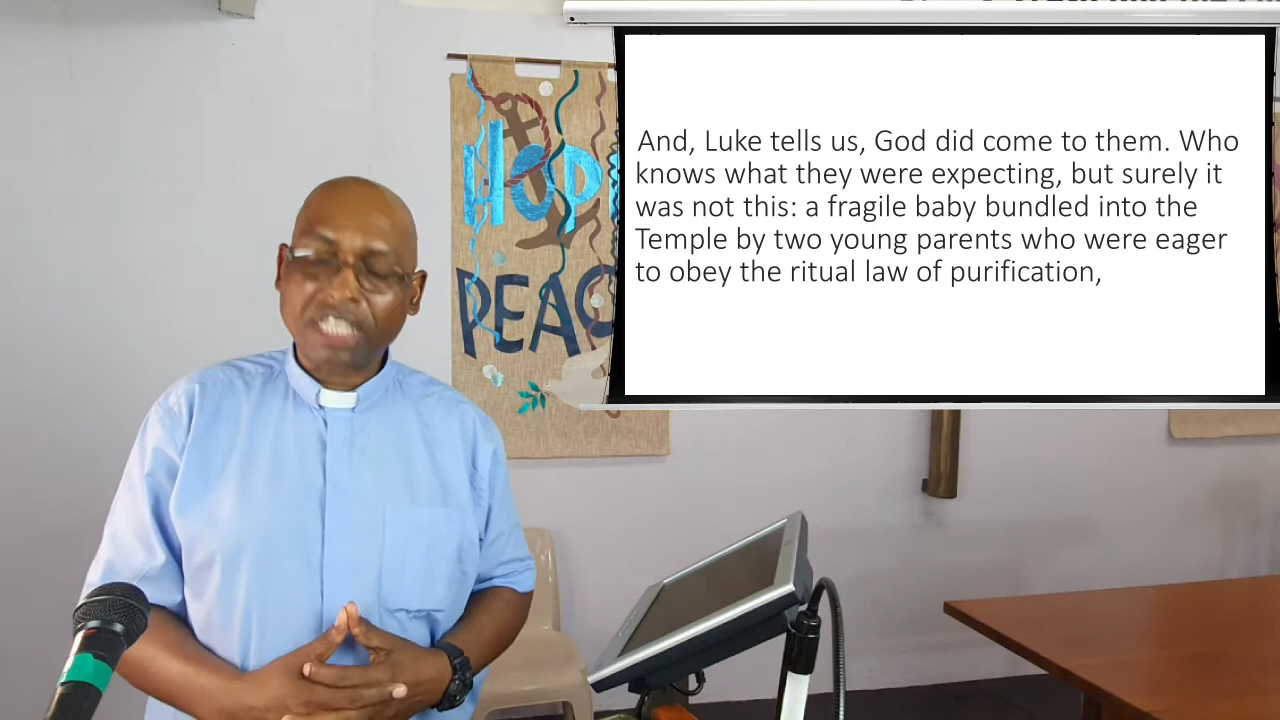 HOP
PEAC
And, Luke tells us, God did come to them. Who
knows what they were expecting, but surely it
was not this: a fragile baby bundled into the
Temple by two young parents who were eager
to obey the ritual law of purification,